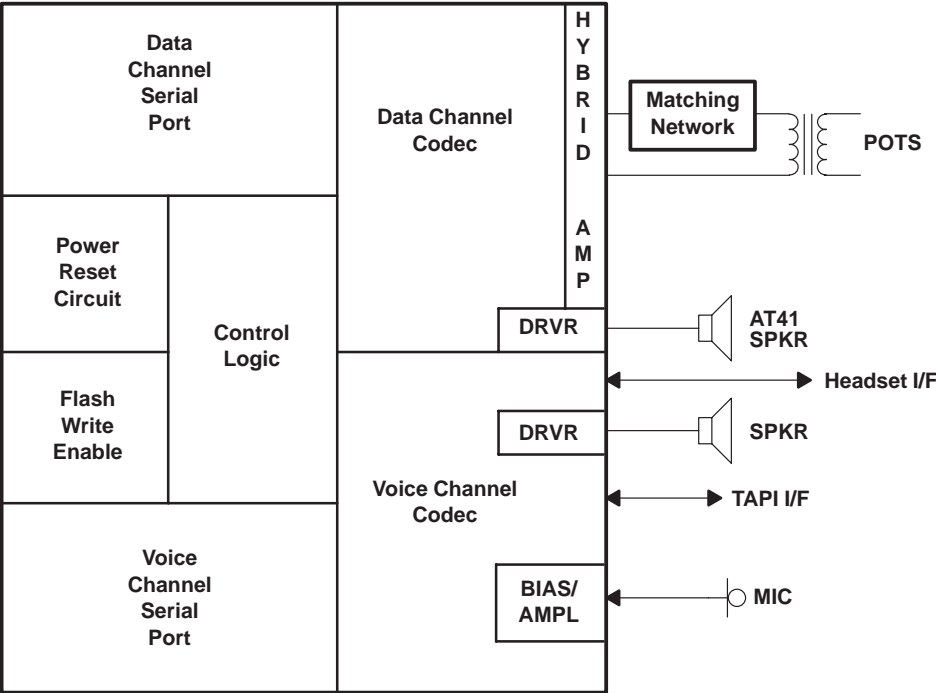 Data
Channel
Serial
Port
Data Channel
Codec
H
Y
B
R
I
D
A
M
P
Matching
Network
POTS
Power
Reset
Circuit
Control
Logic
DRVR
AT41
SPKR
Headset I/F
Flash
Write
Enable
DRVR
SPKR
Voice Channel
Codec
TAPI I/F
Voice
Channel
Serial
Port
BIAS/
AMPL
MIC